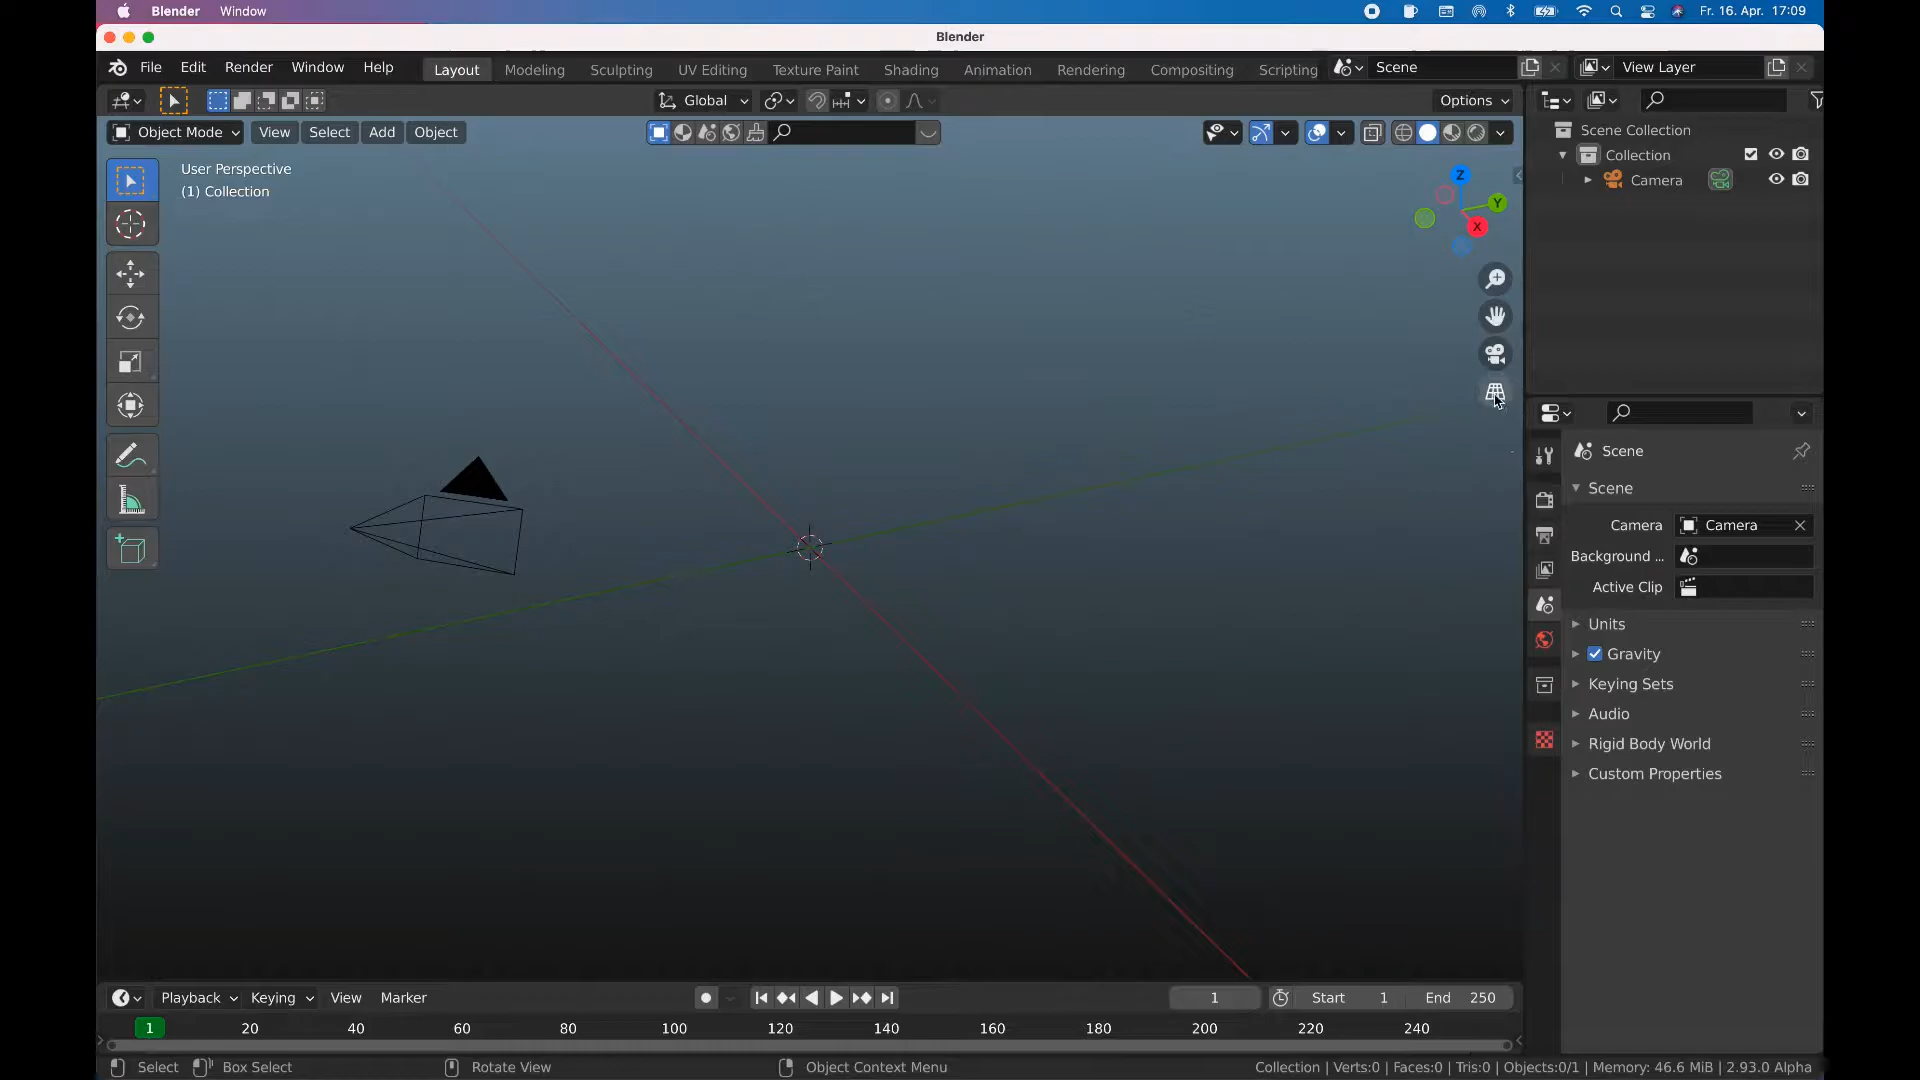 Blender Window Fr. 16. Apr. 17:09
Blender
File Edit Render Window Help Layout Modeling Sculpting UV Editing Texture Paint Shading Animation Rendering Compositing Scripting Scene View Layer
Global Options
Object Mode View Select Add Object
User Perspective
(1) Collection
Z
Y
X
Scene Collection
Collection
Camera
Scene
Scene
Camera Camera
Background ...
Active Clip
Units
Gravity
Keying Sets
Audio
Rigid Body World
Custom Properties
Playback Keying View Marker 1 Start 1 End 250
1 20 40 60 80 100 120 140 160 180 200 220 240
Select Box Select Rotate View Object Context Menu Collection | Verts:0 | Faces:0 | Tris:0 | Objects:0/1 | Memory: 46.6 MiB | 2.93.0 Alpha